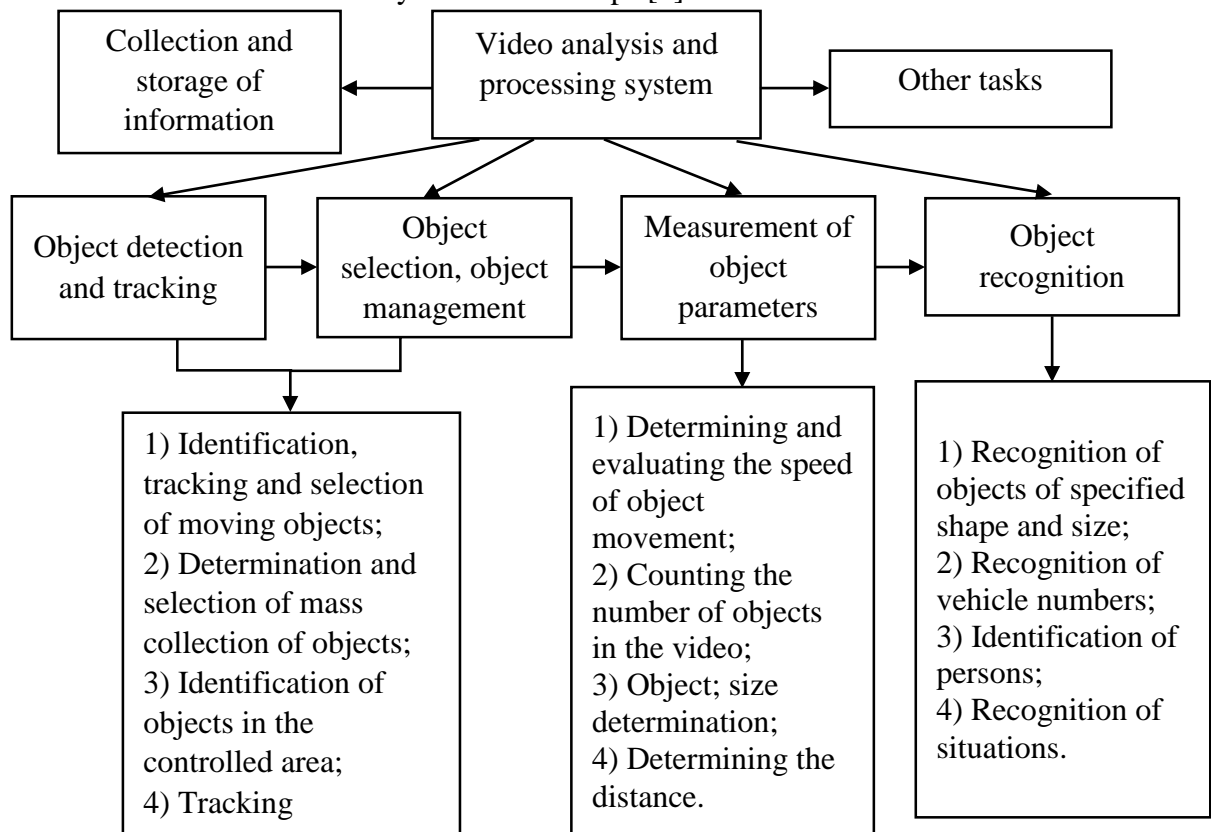 Collection and
storage of
information
Video analysis and
processing system
Other tasks
Object detection
and tracking
Object
selection, object
management
Measurement of
object
parameters
Object
recognition
1) Identification,
tracking and selection
of moving objects;
2) Determination and
selection of mass
collection of objects;
3) Identification of
objects in the
controlled area;
4) Tracking
1) Determining and
evaluating the speed
of object
movement;
2) Counting the
number of objects
in the video;
3) Object; size
determination;
4) Determining the
distance.
1) Recognition of
objects of specified
shape and size;
2) Recognition of
vehicle numbers;
3) Identification of
persons;
4) Recognition of
situations.